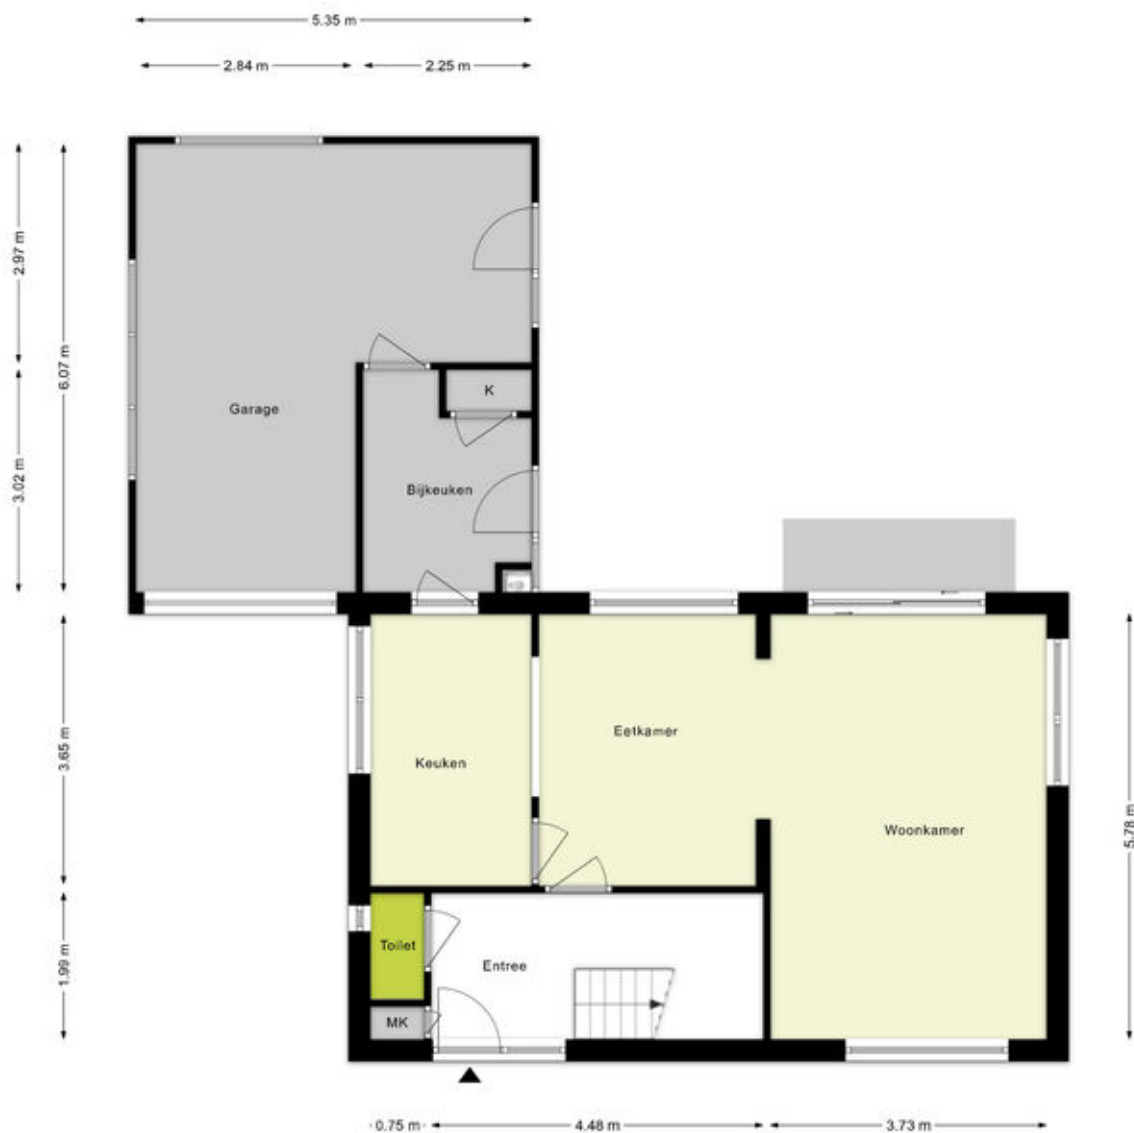 5.35 m
2.84 m
2.25 m
2.97 m
6.07 m
3.02 m
K
Garage
Bijkeuken
3.65 m
Eetkamer
Keuken
Woonkamer
5.78 m
1.99 m
Toilet
Entree
MK
0.75 m
4.48 m
3.73 m